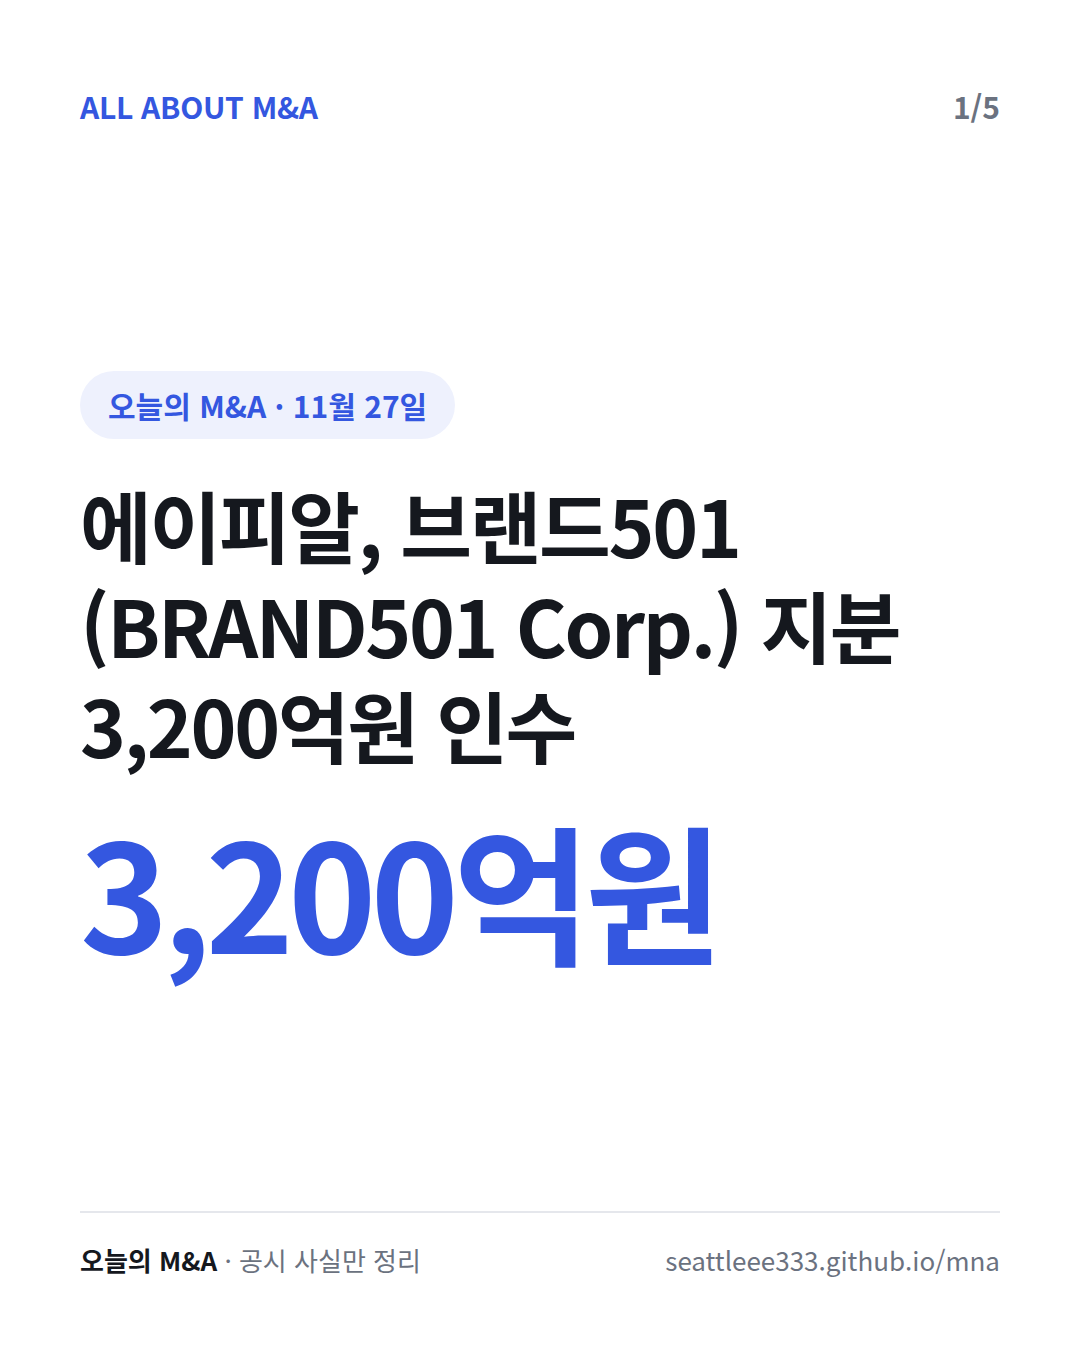 ALL ABOUT M&A
1/5
오늘의 M&A · 11월 27일
에이피알, 브랜드501
(BRAND501 Corp.) 지분
3,200억원 인수
3,200억원
오늘의 M&A · 공시 사실만 정리
seattleee333.github.io/mna